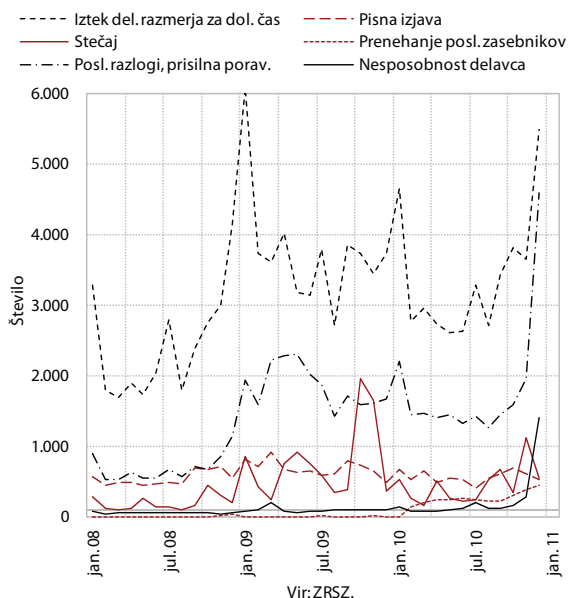 Iztek del. razmerja za dol. čas
Pisna izjava
Stečaj
Prenehanje posl. zasebnikov
Posl. razlogi, prisilna porav.
Nesposobnost delavca
Število
6.000
5.000
4.000
3.000
2.000
1.000
0
jan. 08
jul. 08
jan. 09
jul. 09
jan. 10
jul. 10
jan. 11
Vir: ZRSZ.